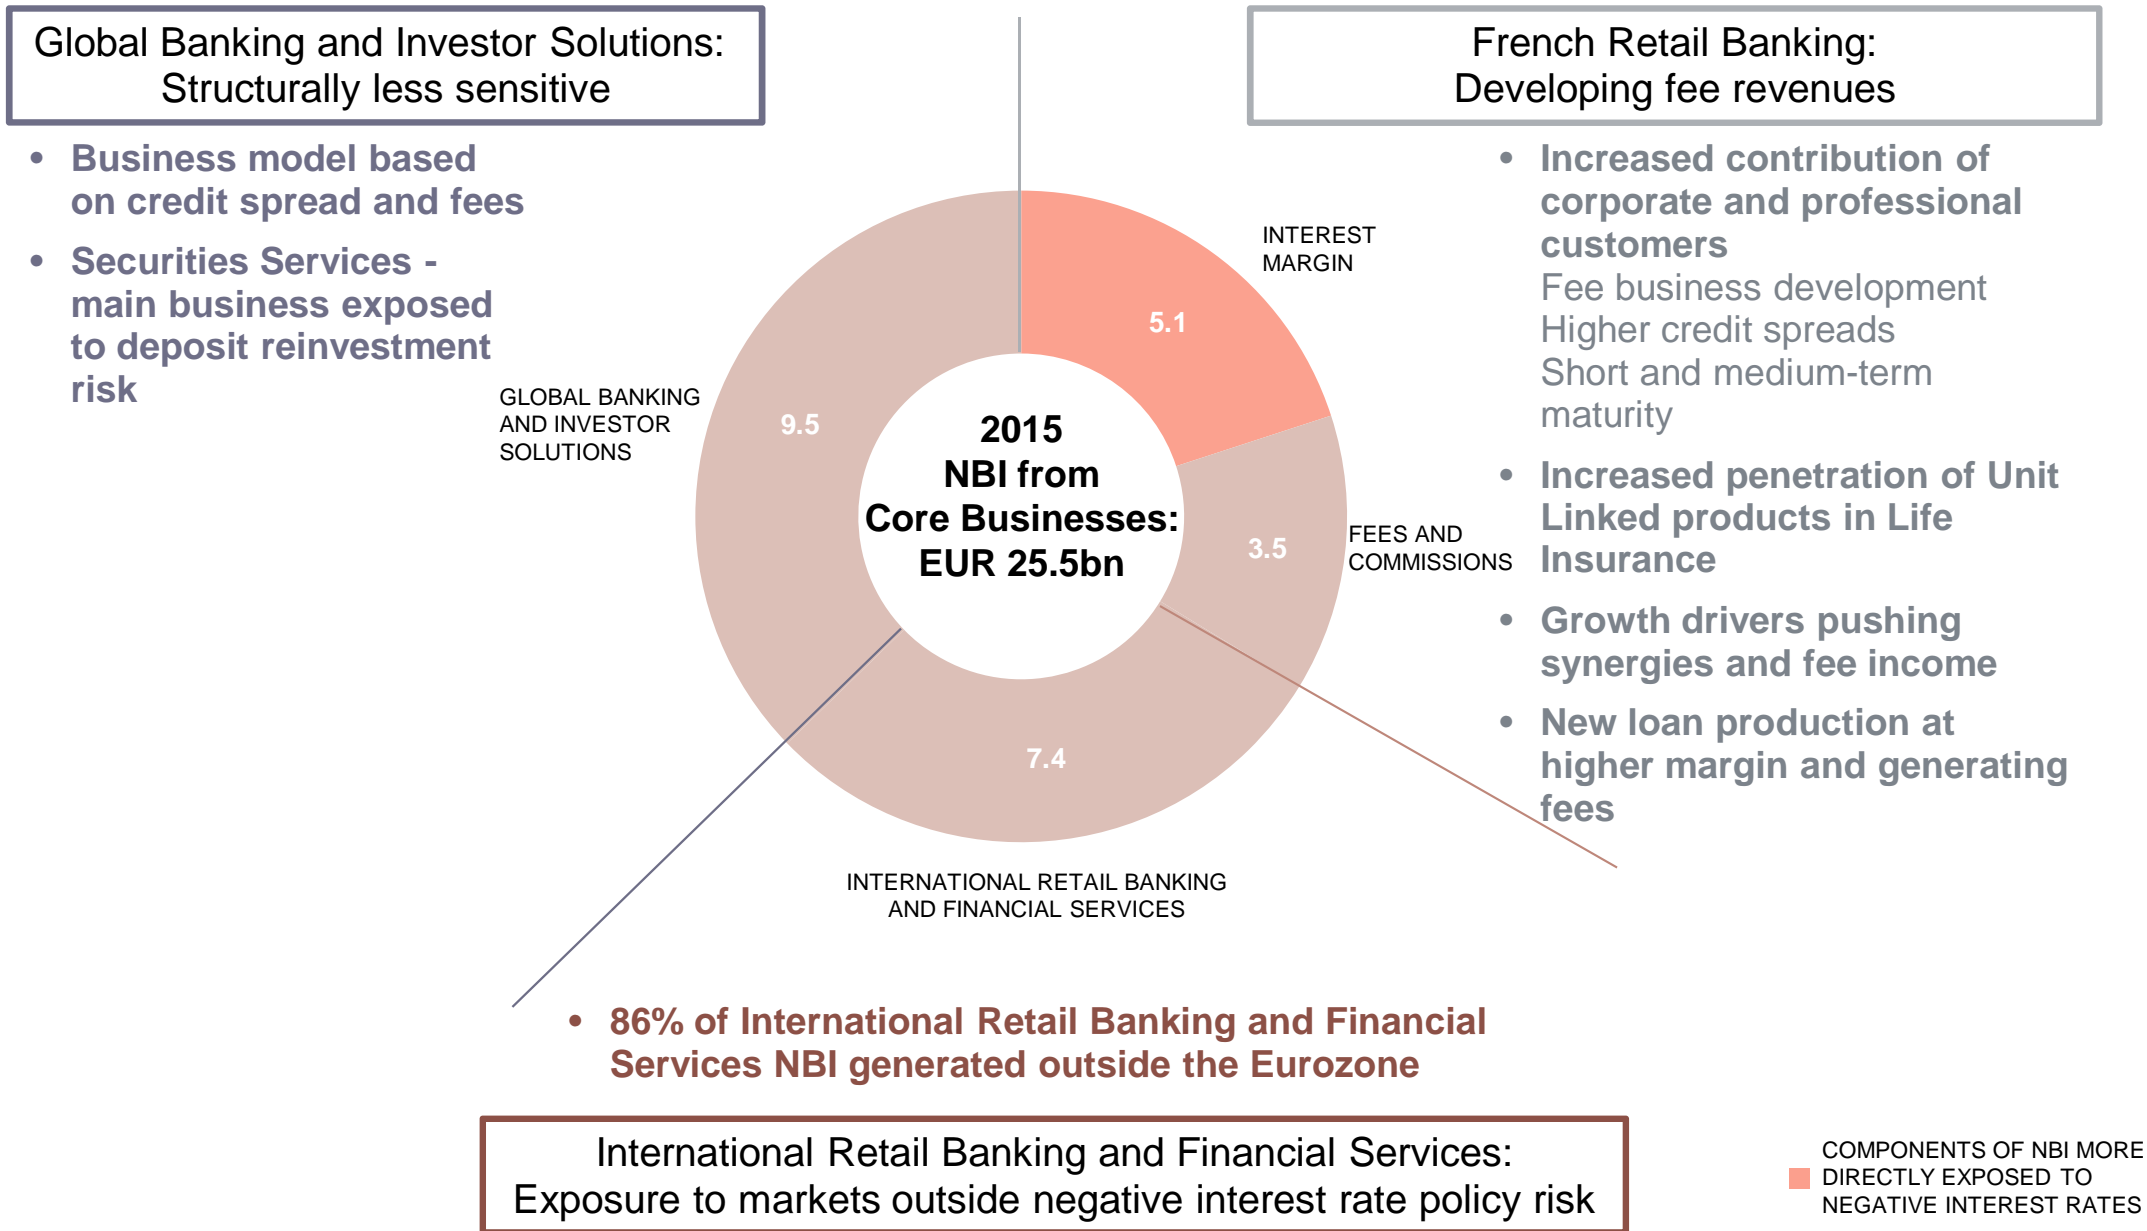 Global Banking and Investor Solutions:
Structurally less sensitive
• Business model based
on credit spread and fees
• Securities Services -
main business exposed
to deposit reinvestment
risk
French Retail Banking:
Developing fee revenues
• Increased contribution of
corporate and professional
customers
Fee business development
Higher credit spreads
Short and medium-term
maturity
• Increased penetration of Unit
Linked products in Life
Insurance
• Growth drivers pushing
synergies and fee income
• New loan production at
higher margin and generating
fees
INTEREST
MARGIN
5.1
GLOBAL BANKING
AND INVESTOR
SOLUTIONS
9.5
2015
NBI from
Core Businesses:
EUR 25.5bn
3.5
FEES AND
COMMISSIONS
7.4
INTERNATIONAL RETAIL BANKING
AND FINANCIAL SERVICES
• 86% of International Retail Banking and Financial
Services NBI generated outside the Eurozone
International Retail Banking and Financial Services:
Exposure to markets outside negative interest rate policy risk
COMPONENTS OF NBI MORE
DIRECTLY EXPOSED TO
NEGATIVE INTEREST RATES